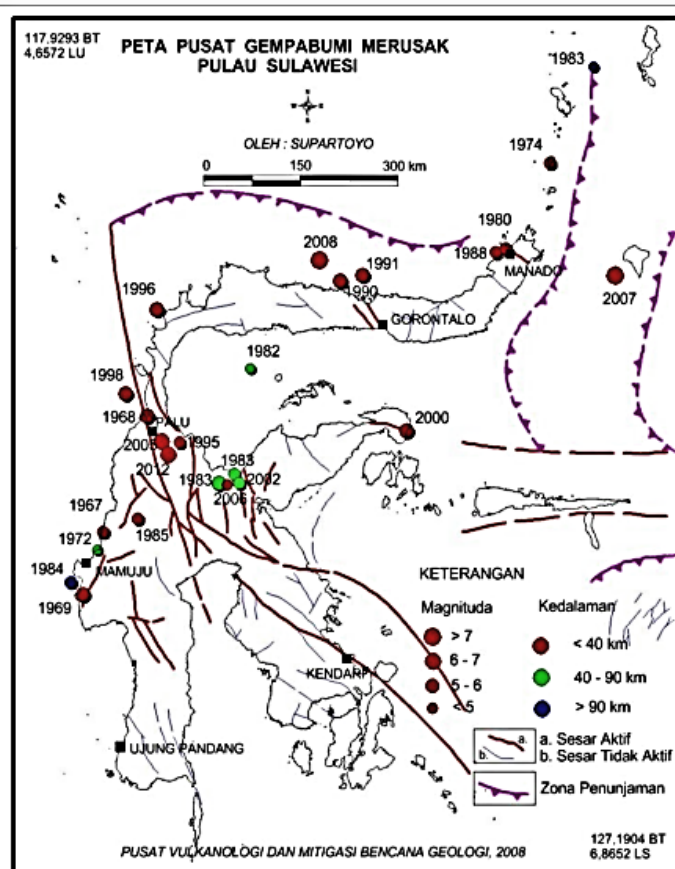 117,9293 BT
4,6572 LU
PETA PUSAT GEMPABUMI MERUSAK
PULAU SULAWESI
OLEH : SUPARTOYO
0 150 300 km
1983
1974
1980
1988
MANADO
2008
1991
1990
2007
1996
GORONTALO
1982
1998
1968
PALU
2000
2005
1995
2012
1983
1983
2002
2006
1967
1985
1972
MAMUJU
1984
1969
KENDARI
UJUNG PANDANG
KETERANGAN
Magnituda
> 7
6 - 7
5 - 6
< 5
Kedalaman
< 40 km
40 - 90 km
> 90 km
a. a. Sesar Aktif
b. b. Sesar Tidak Aktif
Zona Penunjaman
PUSAT VULKANOLOGI DAN MITIGASI BENCANA GEOLOGI, 2008
127,1904 BT
6,8652 LS